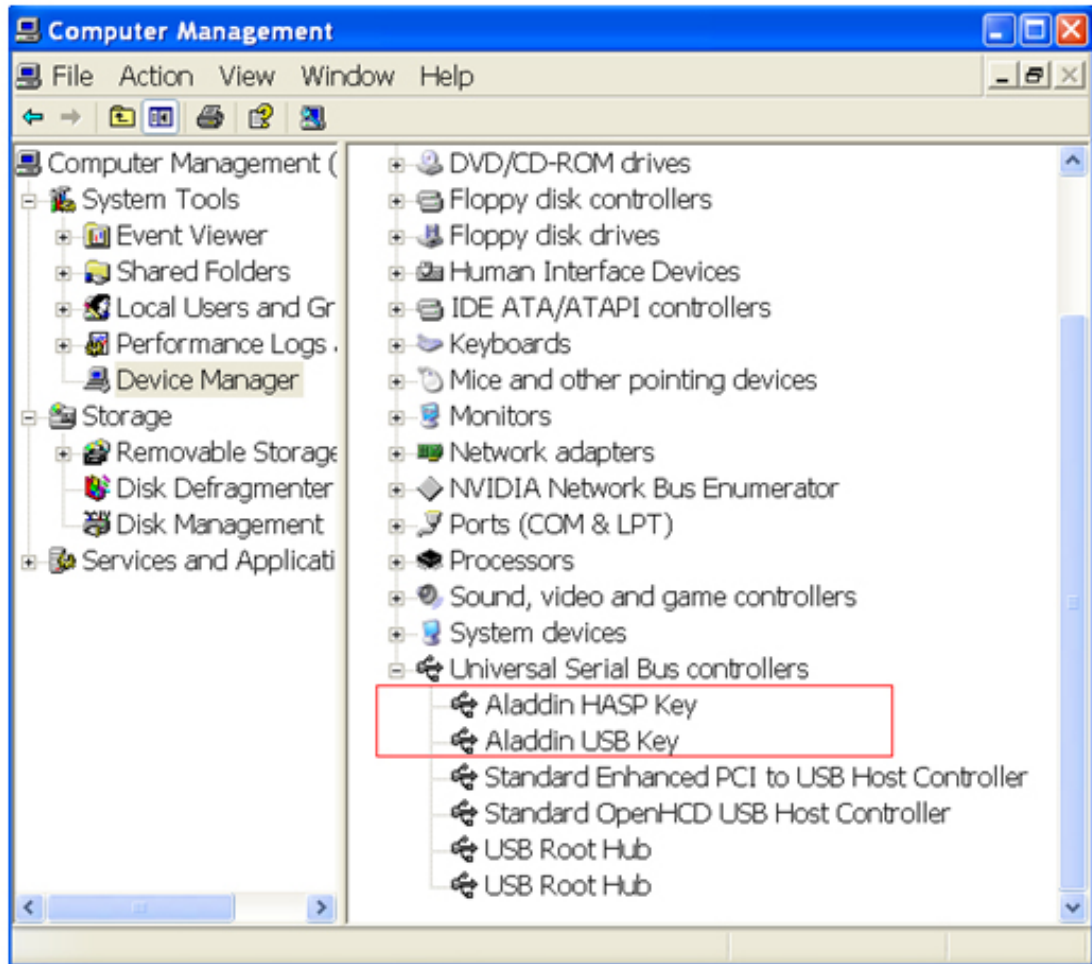 Computer Management
File Action View Window Help
Computer Management (
System Tools
Event Viewer
Shared Folders
Local Users and Gr
Performance Logs
Device Manager
Storage
Removable Storage
Disk Defragmenter
Disk Management
Services and Applicati
DVD/CD-ROM drives
Floppy disk controllers
Floppy disk drives
Human Interface Devices
IDE ATA/ATAPI controllers
Keyboards
Mice and other pointing devices
Monitors
Network adapters
NVIDIA Network Bus Enumerator
Ports (COM & LPT)
Processors
Sound, video and game controllers
System devices
Universal Serial Bus controllers
Aladdin HASP Key
Aladdin USB Key
Standard Enhanced PCI to USB Host Controller
Standard OpenHCD USB Host Controller
USB Root Hub
USB Root Hub